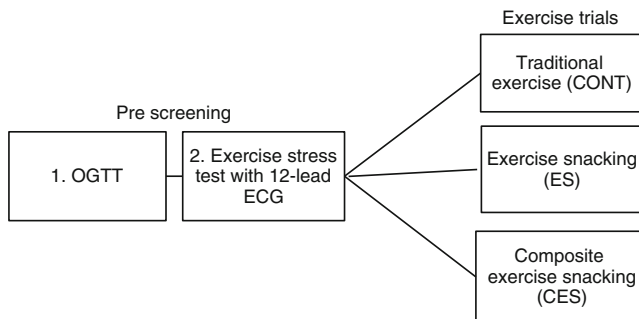 Exercise trials
Traditional
exercise (CONT)
Pre screening
1. OGTT
2. Exercise stress
test with 12-lead
ECG
Exercise snacking
(ES)
Composite
exercise snacking
(CES)